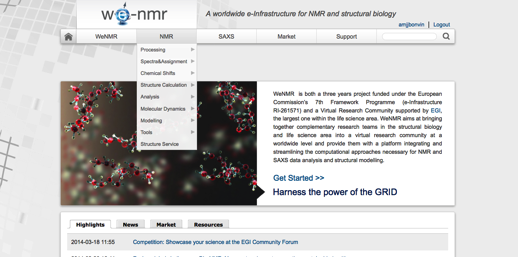 we-nmr
A worldwide e-Infrastructure for NMR and structural biology
amjjbonvin | Logout
WeNMR NMR SAXS Market Support
Processing
Spectra&Assignment
Chemical Shifts
Structure Calculation
Analysis
Molecular Dynamics
Modelling
Tools
Structure Service
WeNMR is both a three years project funded under the European
Commission's 7th Framework Programme (e-Infrastructure
RI-261571) and a Virtual Research Community supported by EGI,
the largest one within the life science area. WeNMR aims at bringing
together complementary research teams in the structural biology
and life science area into a virtual research community at a
worldwide level and provide them with a platform integrating and
streamlining the computational approaches necessary for NMR and
SAXS data analysis and structural modelling.
Get Started >>
Harness the power of the GRID
Highlights News Market Resources
2014-03-18 11:55 Competition: Showcase your science at the EGI Community Forum